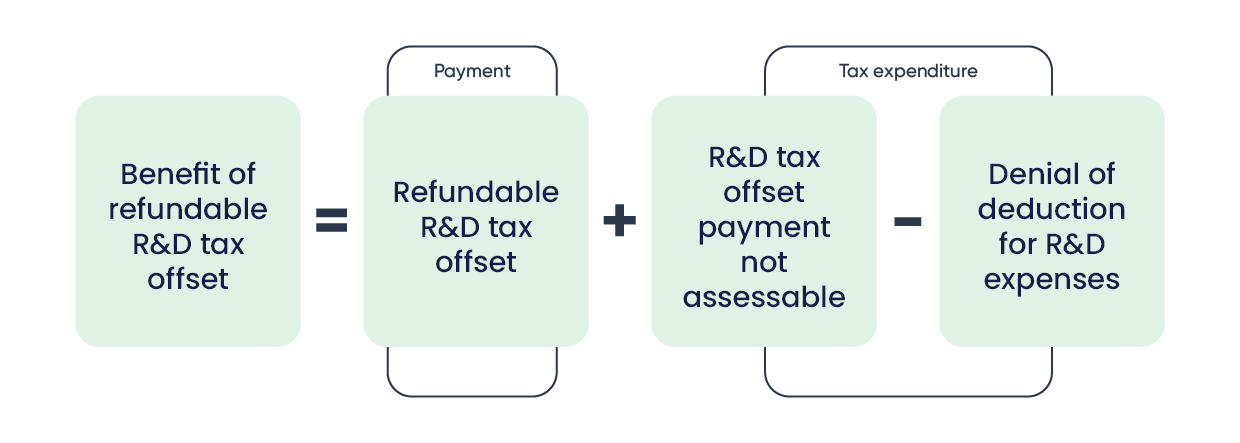 Payment
Tax expenditure
Benefit of
refundable
R&D tax
offset
=
Refundable
R&D tax
offset
+
R&D tax
offset
payment
not
assessable
-
Denial of
deduction
for R&D
expenses